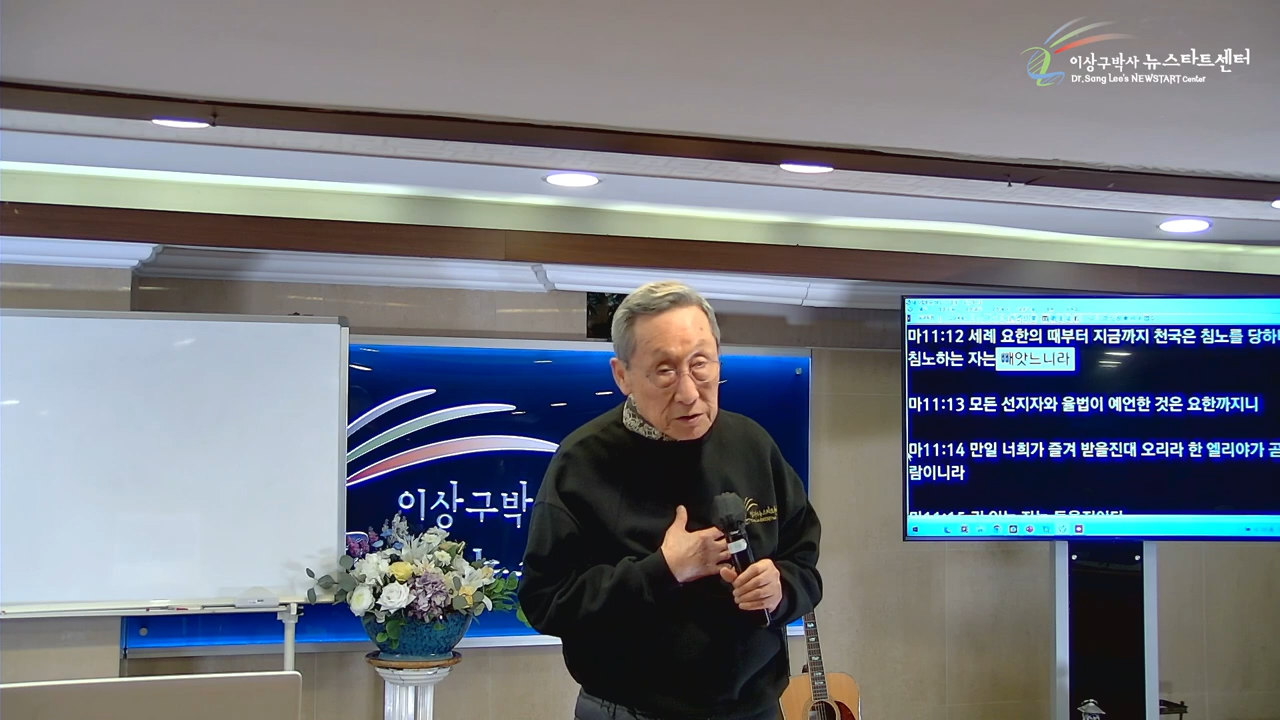 이상구박사 뉴스타트센터
Dr. Sang Lee's NEWSTART Center
마11:12 세례 요한의 때부터 지금까지 천국은 침노를 당하
침노하는 자는 빼앗느니라
마11:13 모든 선지자와 율법이 예언한 것은 요한까지니
마11:14 만일 너희가 즐겨 받을진대 오리라 한 엘리야가 곧
람이니라
이상구박